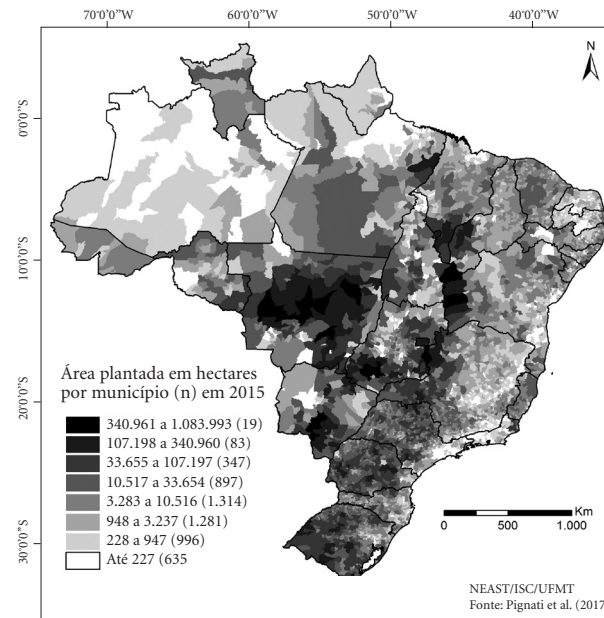 70°0'0"W 60°0'0"W 50°0'0"W 40°0'0"W
N
0°0'0"S
10°0'0"S
20°0'0"S
30°0'0"S
Área plantada em hectares
por município (n) em 2015
340.961 a 1.083.993 (19)
107.198 a 340.960 (83)
33.655 a 107.197 (347)
10.517 a 33.654 (897)
3.283 a 10.516 (1.314)
948 a 3.237 (1.281)
228 a 947 (996)
Até 227 (635
Km
0 500 1.000
NEAST/ISC/UFMT
Fonte: Pignati et al. (2017